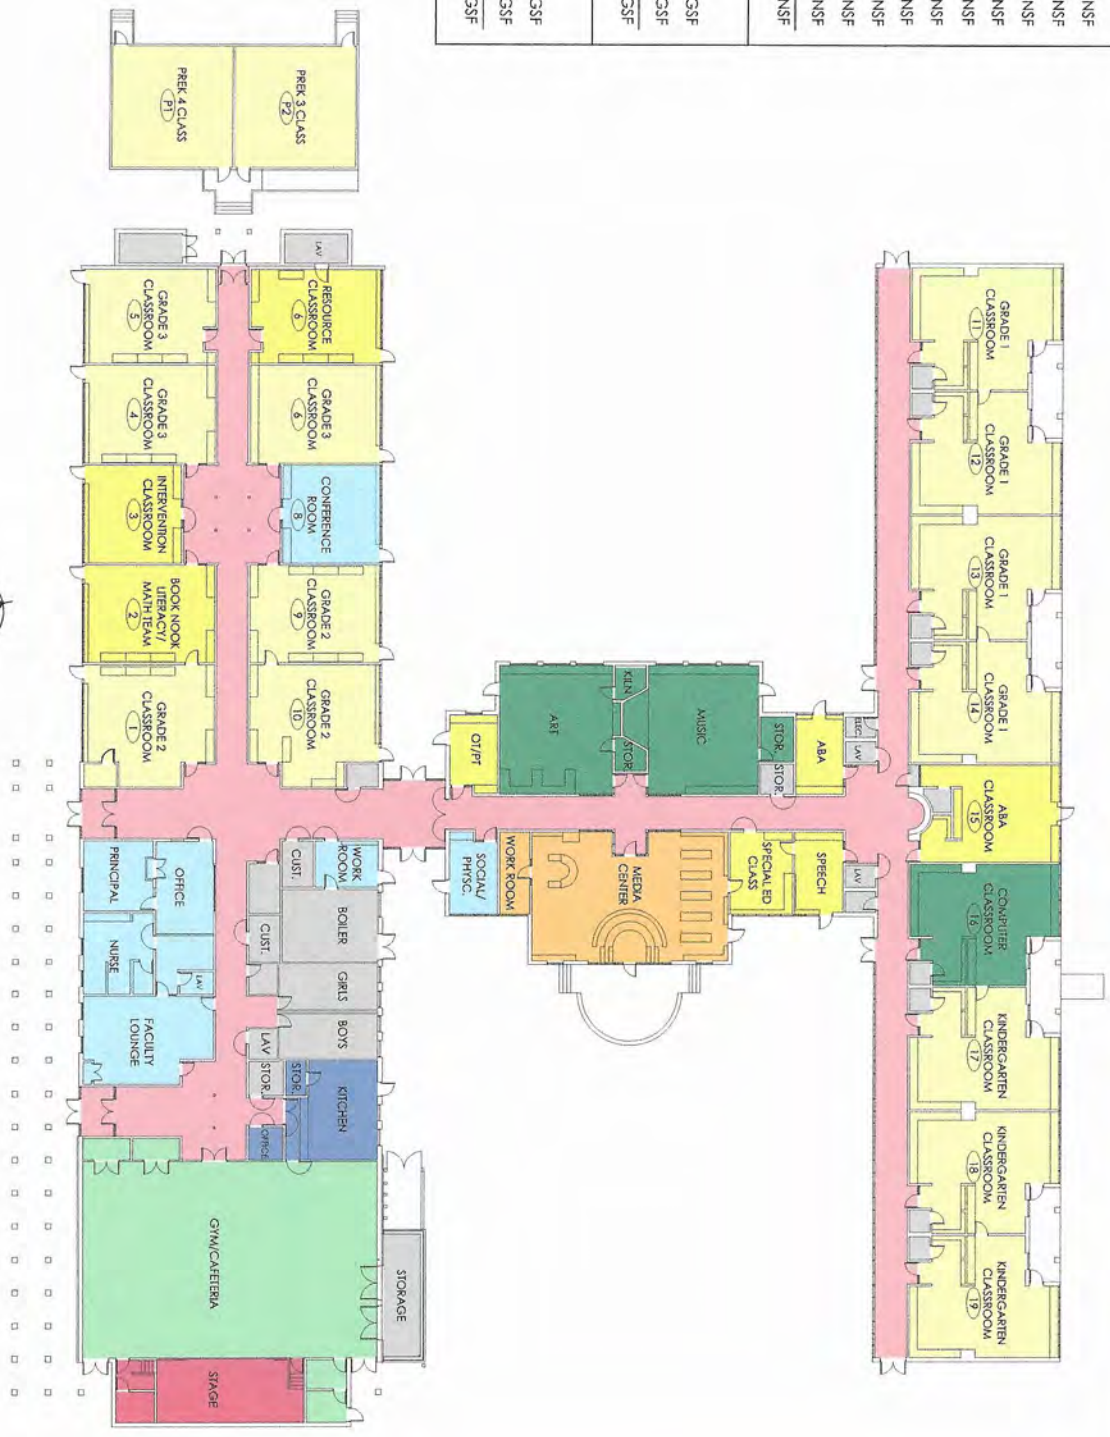 GSF
GSF
GSF
GSF
GSF
GSF
NSF
NSF
NSF
NSF
NSF
NSF
NSF
NSF
NSF
NSF
NSF
PREK 4 CLASS
P1
PREK 3 CLASS
P2
LAV
GRADE 3
CLASSROOM
5
RESOURCE
CLASSROOM
6
GRADE 3
CLASSROOM
4
GRADE 3
CLASSROOM
6
INTERVENTION
CLASSROOM
3
CONFERENCE
ROOM
8
BOOK NOOK
LITERACY/
MATH TEAM
2
GRADE 2
CLASSROOM
9
GRADE 2
CLASSROOM
1
GRADE 2
CLASSROOM
10
PRINCIPAL
OFFICE
NURSE
LAV
FACULTY
LOUNGE
CUST.
WORK
ROOM
CUST.
BOILER
GIRLS
BOYS
LAV
STOR.
STOR.
KITCHEN
OFFICE
GYM/CAFETERIA
STORAGE
STAGE
OT/PT
ART
KILN
STOR.
MUSIC
STOR.
STOR.
ABA
ELEC.
LAV
SOCIAL/
PHYSC.
WORK ROOM
MEDIA
CENTER
SPECIAL ED
CLASS
SPEECH
LAV
GRADE 1
CLASSROOM
11
GRADE 1
CLASSROOM
12
GRADE 1
CLASSROOM
13
GRADE 1
CLASSROOM
14
ABA
CLASSROOM
15
COMPUTER
CLASSROOM
16
KINDERGARTEN
CLASSROOM
17
KINDERGARTEN
CLASSROOM
18
KINDERGARTEN
CLASSROOM
19